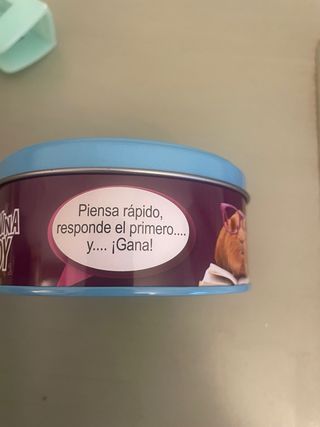 Piensa rápido,
responde el primero....
y.... ¡Gana!